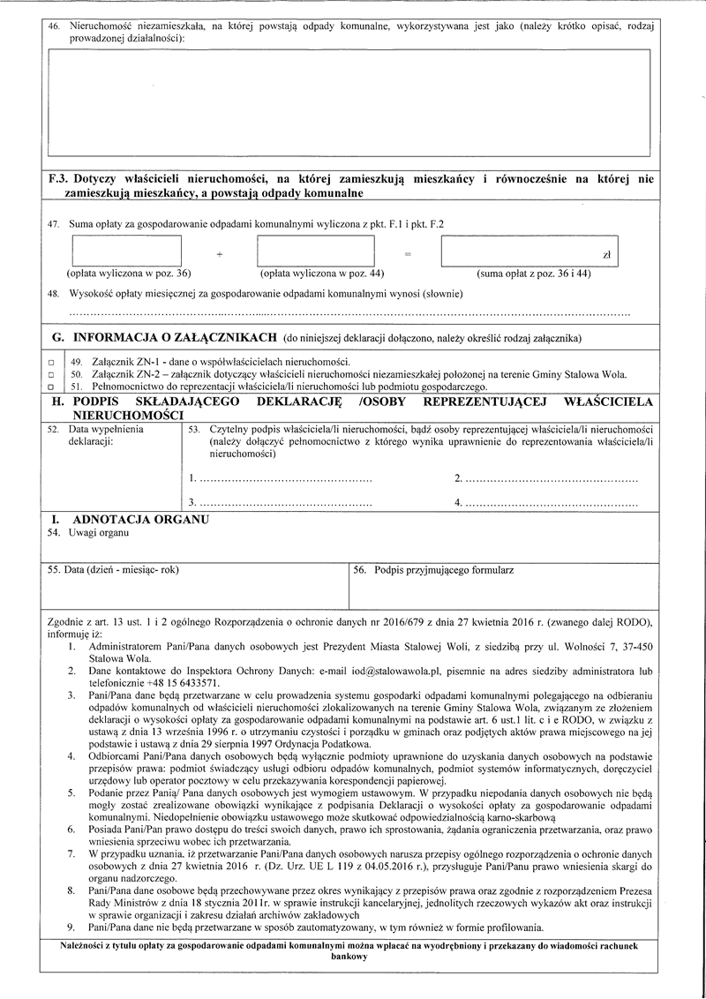 46. Nieruchomość niezamieszkała, na której powstają odpady komunalne, wykorzystywana jest jako (należy krótko opisać, rodzaj
prowadzonej działalności):
F.3. Dotyczy właścicieli nieruchomości, na której zamieszkują mieszkańcy i równocześnie na której nie
zamieszkują mieszkańcy, a powstają odpady komunalne
47. Suma opłaty za gospodarowanie odpadami komunalnymi wyliczona z pkt. F.1 i pkt. F.2
+ = zł
(opłata wyliczona w poz. 36) (opłata wyliczona w poz. 44) (suma opłat z poz. 36 i 44)
48. Wysokość opłaty miesięcznej za gospodarowanie odpadami komunalnymi wynosi (słownie)
G. INFORMACJA O ZAŁĄCZNIKACH (do niniejszej deklaracji dołączono, należy określić rodzaj załącznika)
□ 49. Załącznik ZN-1 - dane o współwłaścicielach nieruchomości.
□ 50. Załącznik ZN-2 – załącznik dotyczący właścicieli nieruchomości niezamieszkałej położonej na terenie Gminy Stalowa Wola.
□ 51. Pełnomocnictwo do reprezentacji właściciela/li nieruchomości lub podmiotu gospodarczego.
H. PODPIS SKŁADAJĄCEGO DEKLARACJĘ /OSOBY REPREZENTUJĄCEJ WŁAŚCICIELA
NIERUCHOMOŚCI
52. Data wypełnienia
deklaracji:
53. Czytelny podpis właściciela/li nieruchomości, bądź osoby reprezentującej właściciela/li nieruchomości
(należy dołączyć pełnomocnictwo z którego wynika uprawnienie do reprezentowania właściciela/li
nieruchomości)
1. ............................................ 2. ............................................
3. ............................................ 4. ............................................
I. ADNOTACJA ORGANU
54. Uwagi organu
55. Data (dzień - miesiąc- rok) 56. Podpis przyjmującego formularz
Zgodnie z art. 13 ust. 1 i 2 ogólnego Rozporządzenia o ochronie danych nr 2016/679 z dnia 27 kwietnia 2016 r. (zwanego dalej RODO),
informuję iż:
1. Administratorem Pani/Pana danych osobowych jest Prezydent Miasta Stalowej Woli, z siedzibą przy ul. Wolności 7, 37-450
Stalowa Wola.
2. Dane kontaktowe do Inspektora Ochrony Danych: e-mail iod@stalowawola.pl, pisemnie na adres siedziby administratora lub
telefonicznie +48 15 6433571.
3. Pani/Pana dane będą przetwarzane w celu prowadzenia systemu gospodarki odpadami komunalnymi polegającego na odbieraniu
odpadów komunalnych od właścicieli nieruchomości zlokalizowanych na terenie Gminy Stalowa Wola, związanym ze złożeniem
deklaracji o wysokości opłaty za gospodarowanie odpadami komunalnymi na podstawie art. 6 ust.1 lit. c i e RODO, w związku z
ustawą z dnia 13 września 1996 r. o utrzymaniu czystości i porządku w gminach oraz podjętych aktów prawa miejscowego na jej
podstawie i ustawą z dnia 29 sierpnia 1997 Ordynacja Podatkowa.
4. Odbiorcami Pani/Pana danych osobowych będą wyłącznie podmioty uprawnione do uzyskania danych osobowych na podstawie
przepisów prawa: podmiot świadczący usługi odbioru odpadów komunalnych, podmiot systemów informatycznych, doręczyciel
urzędowy lub operator pocztowy w celu przekazywania korespondencji papierowej.
5. Podanie przez Panią/ Pana danych osobowych jest wymogiem ustawowym. W przypadku niepodania danych osobowych nie będą
mogły zostać zrealizowane obowiązki wynikające z podpisania Deklaracji o wysokości opłaty za gospodarowanie odpadami
komunalnymi. Niedopełnienie obowiązku ustawowego może skutkować odpowiedzialnością karno-skarbową
6. Posiada Pani/Pan prawo dostępu do treści swoich danych, prawo ich sprostowania, żądania ograniczenia przetwarzania, oraz prawo
wniesienia sprzeciwu wobec ich przetwarzania.
7. W przypadku uznania, iż przetwarzanie Pani/Pana danych osobowych narusza przepisy ogólnego rozporządzenia o ochronie danych
osobowych z dnia 27 kwietnia 2016 r. (Dz. Urz. UE L 119 z 04.05.2016 r.), przysługuje Pani/Panu prawo wniesienia skargi do
organu nadzorczego.
8. Pani/Pana dane osobowe będą przechowywane przez okres wynikający z przepisów prawa oraz zgodnie z rozporządzeniem Prezesa
Rady Ministrów z dnia 18 stycznia 2011r. w sprawie instrukcji kancelaryjnej, jednolitych rzeczowych wykazów akt oraz instrukcji
w sprawie organizacji i zakresu działań archiwów zakładowych
9. Pani/Pana dane nie będą przetwarzane w sposób zautomatyzowany, w tym również w formie profilowania.
Należności z tytułu opłaty za gospodarowanie odpadami komunalnymi można wpłacać na wyodrębniony i przekazany do wiadomości rachunek
bankowy